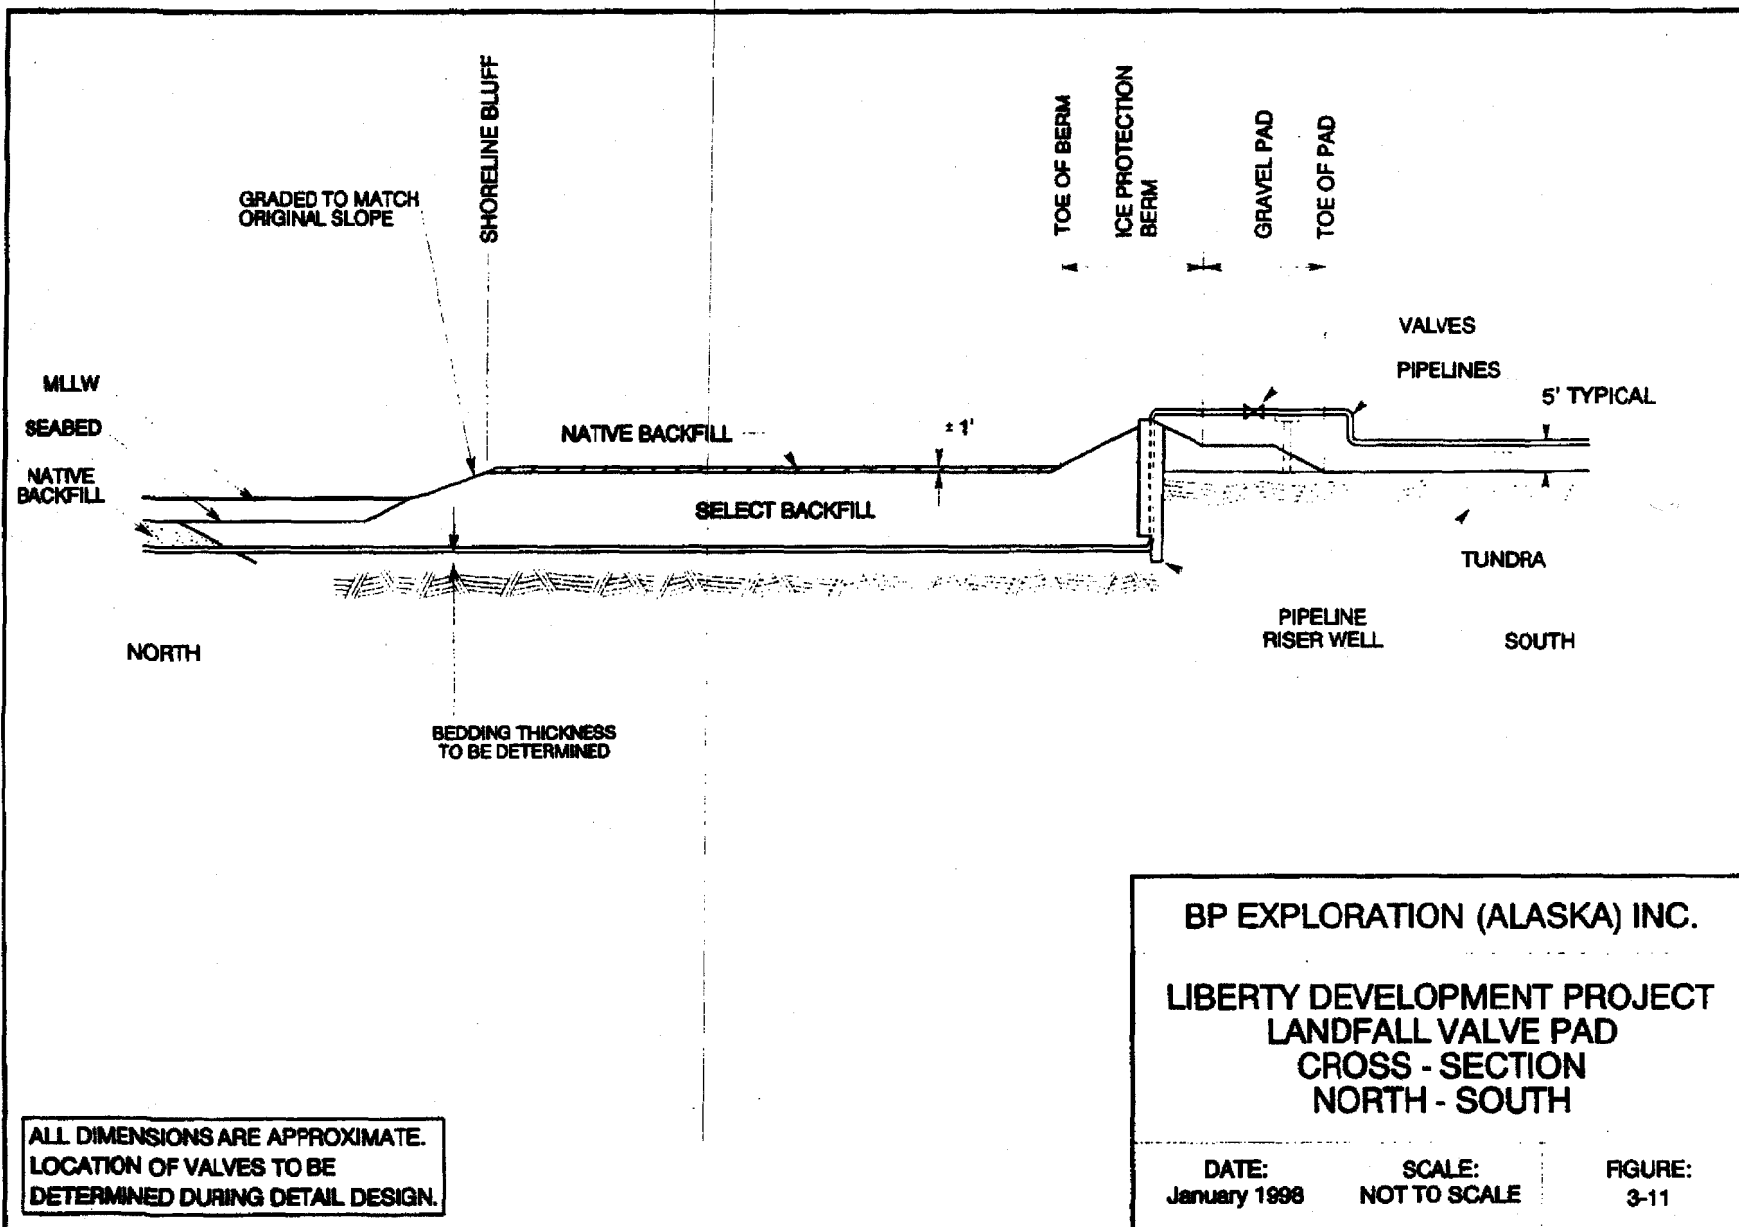 SHORELINE BLUFF
TOE OF BERM
ICE PROTECTION
BERM
GRAVEL PAD
TOE OF PAD
GRADED TO MATCH
ORIGINAL SLOPE
VALVES
PIPELINES
5' TYPICAL
MLLW
SEABED
NATIVE
BACKFILL
NATIVE BACKFILL
± 1'
SELECT BACKFILL
TUNDRA
PIPELINE
RISER WELL
NORTH
SOUTH
BEDDING THICKNESS
TO BE DETERMINED
BP EXPLORATION (ALASKA) INC.
LIBERTY DEVELOPMENT PROJECT
LANDFALL VALVE PAD
CROSS - SECTION
NORTH - SOUTH
DATE:
January 1998
SCALE:
NOT TO SCALE
FIGURE:
3-11
ALL DIMENSIONS ARE APPROXIMATE.
LOCATION OF VALVES TO BE
DETERMINED DURING DETAIL DESIGN.